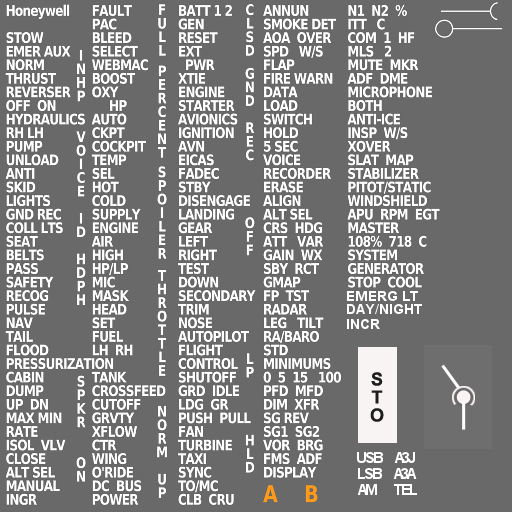 Honeywell
STOW
EMER AUX
NORM
THRUST
REVERSER
OFF ON
HYDRAULICS
RH LH
PUMP
UNLOAD
ANTI
SKID
LIGHTS
GND REC
COLL LTS
SEAT
BELTS
PASS
SAFETY
RECOG
PULSE
NAV
TAIL
FLOOD
PRESSURIZATION
CABIN
DUMP
UP DN
MAX MIN
RATE
ISOL VLV
CLOSE
ALT SEL
MANUAL
INGR
INHP
VOICE
ID
HDPH
SPKR
ON
FAULT
PAC
BLEED
SELECT
WEBMAC
BOOST
OXY
HP
AUTO
CKPT
COCKPIT
TEMP
SEL
HOT
COLD
SUPPLY
ENGINE
AIR
HIGH
HP/LP
MIC
MASK
HEAD
SET
FUEL
LH RH
TANK
CROSSFEED
CUTOFF
GRVTY
XFLOW
CTR
WING
O'RIDE
DC BUS
POWER
FULL
PERCENT
SPOILER
THROTTLE
NORM
UP
BATT 1 2
GEN
RESET
EXT
PWR
XTIE
ENGINE
STARTER
AVIONICS
IGNITION
AVN
EICAS
FADEC
STBY
DISENGAGE
LANDING
GEAR
LEFT
RIGHT
TEST
DOWN
SECONDARY
TRIM
NOSE
AUTOPILOT
FLIGHT
CONTROL
SHUTOFF
GRD IDLE
LDG GR
PUSH PULL
FAN
TURBINE
TAXI
SYNC
TO/MC
CLB CRU
CLSD
GND
REC
OFF
LP
HLD
ANNUN
SMOKE DET
AOA OVER
SPD W/S
FLAP
FIRE WARN
DATA
LOAD
SWITCH
HOLD
5 SEC
VOICE
RECORDER
ERASE
ALIGN
ALT SEL
CRS HDG
ATT VAR
GAIN WX
SBY RCT
GMAP
FP TST
RADAR
LEG TILT
RA/BARO
STD
MINIMUMS
0 5 15 100
PFD MFD
DIM XFR
SG REV
SG1 SG2
VOR BRG
FMS ADF
DISPLAY
A B
N1 N2 %
ITT C
COM 1 HF
MLS 2
MUTE MKR
ADF DME
MICROPHONE
BOTH
ANTI-ICE
INSP W/S
XOVER
SLAT MAP
STABILIZER
PITOT/STATIC
WINDSHIELD
APU RPM EGT
MASTER
108% 718 C
SYSTEM
GENERATOR
STOP COOL
EMERG LT
DAY/NIGHT
INCR
STO
USB A3J
LSB A3A
AM TEL